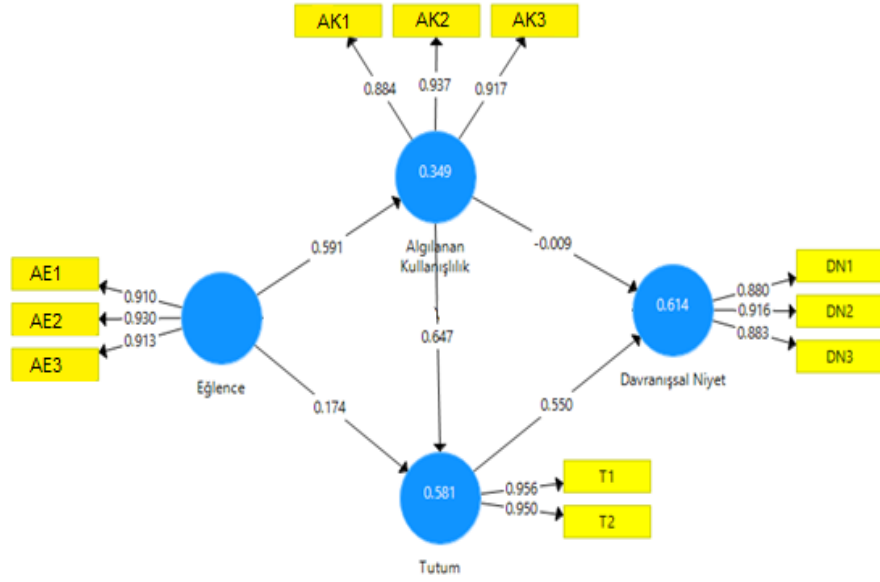 AK1
AK2
AK3
0.884
0.937
0.917
0.349
Algılanan
Kullanışlılık
0.591
-0.009
AE1
AE2
AE3
0.910
0.930
0.913
Eğlence
0.647
0.174
0.614
Davranışsal Niyet
DN1
DN2
DN3
0.880
0.916
0.883
0.550
0.581
Tutum
0.956
0.950
T1
T2